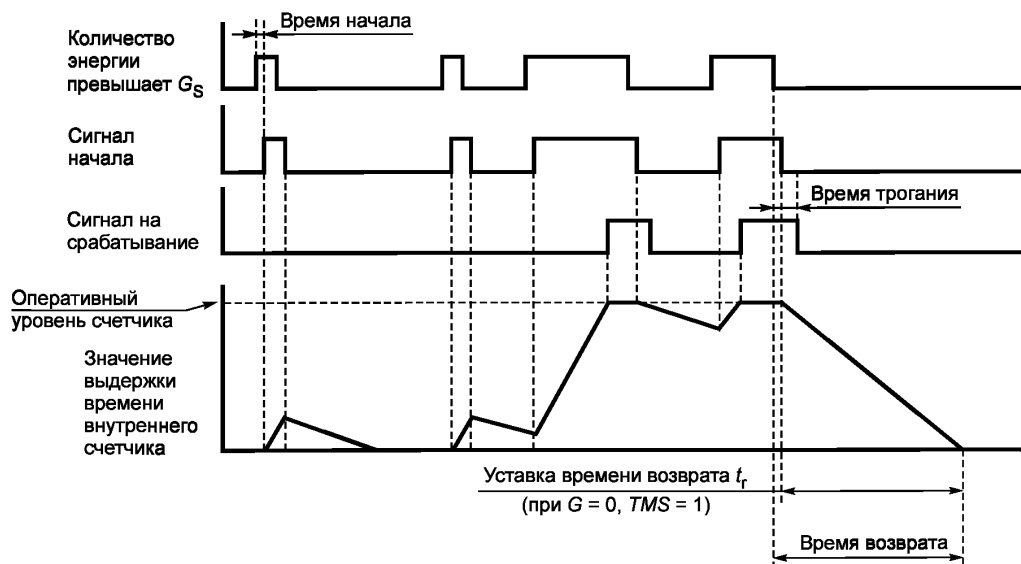 Время начала
Количество
энергии
превышает GS
Сигнал
начала
Время трогания
Сигнал на
срабатывание
Оперативный
уровень счетчика
Значение
выдержки
времени
внутреннего
счетчика
Уставка времени возврата tr
(при G = 0, TMS = 1)
Время возврата